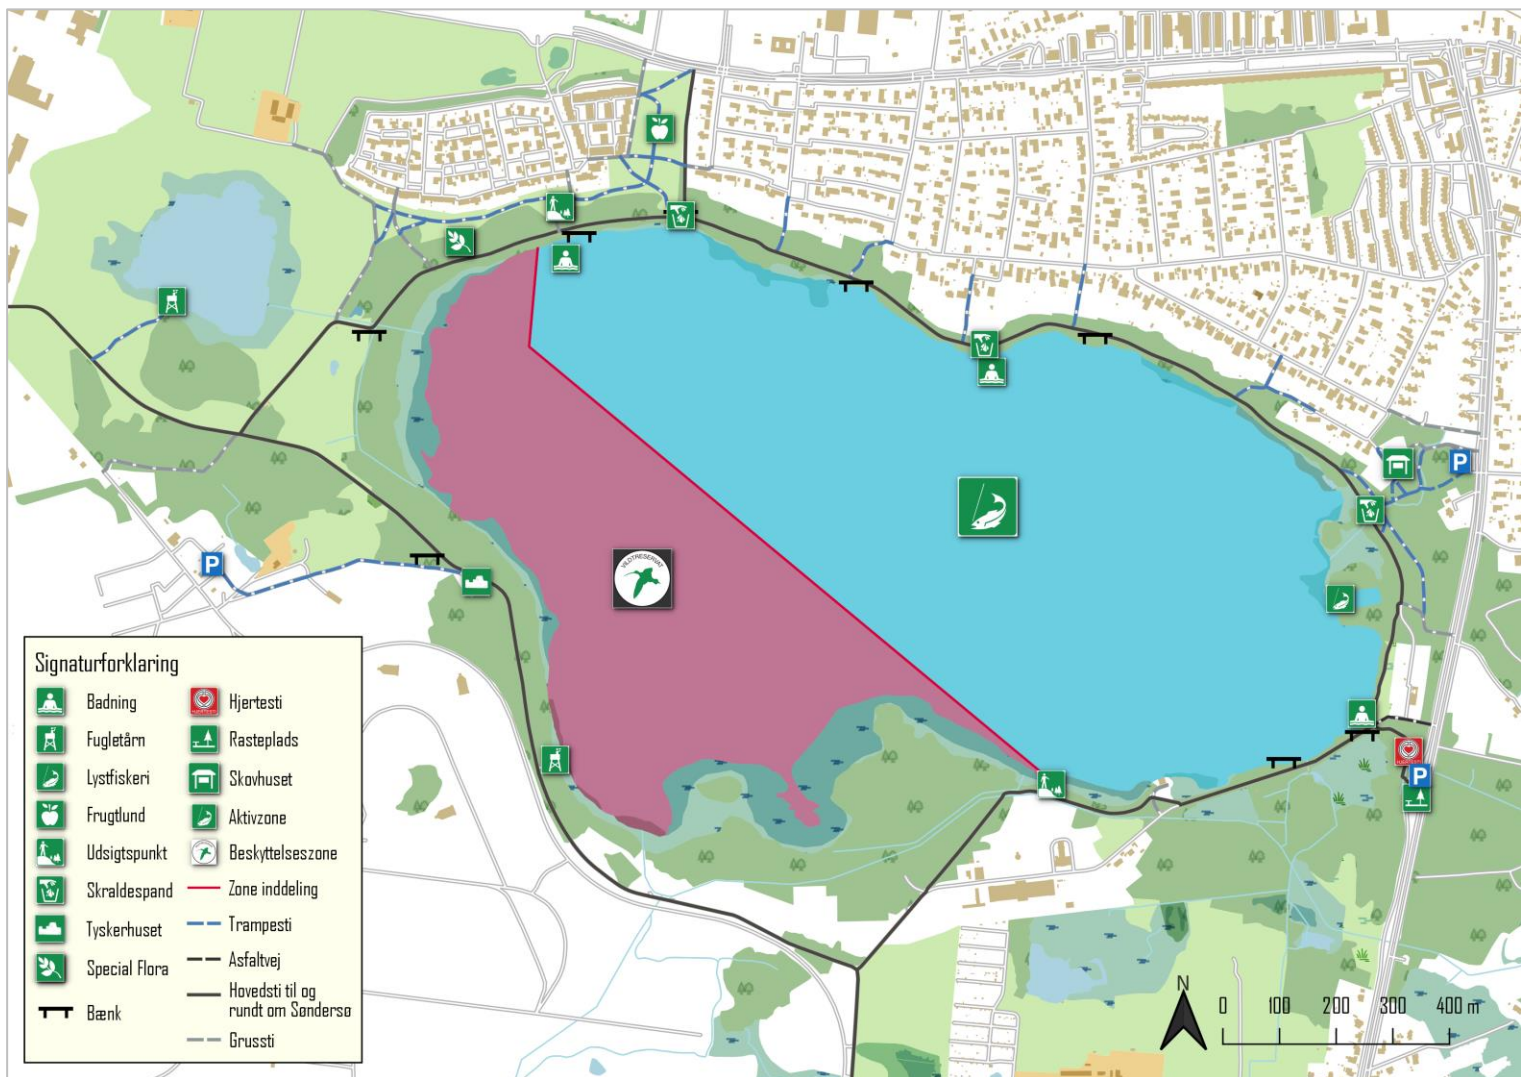 VILDTRESERVAT
P
P
P
Signaturforklaring
Badning
Fugletårn
Lystfiskeri
Frugtlund
Udsigtspunkt
Skraldespand
Tyskerhuset
Special Flora
Bænk
Hjertesti
Rasteplads
Skovhuset
Aktivzone
Beskyttelseszone
Zone inddeling
Trampesti
Asfaltvej
Hovedsti til og
rundt om Søndersø
Grussti
N
0 100 200 300 400 m